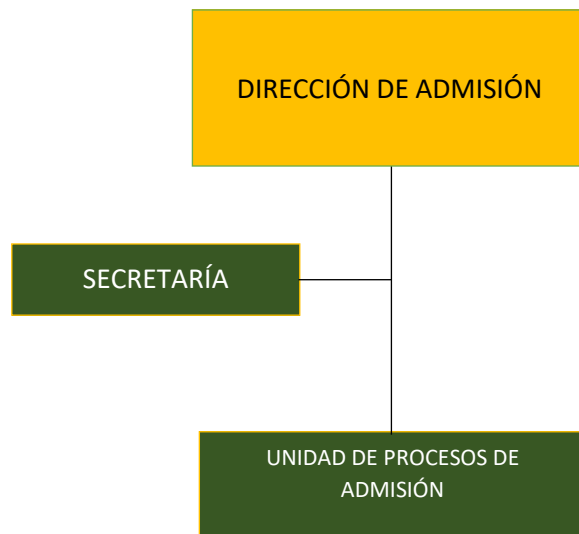 DIRECCIÓN DE ADMISIÓN
SECRETARÍA
UNIDAD DE PROCESOS DE
ADMISIÓN